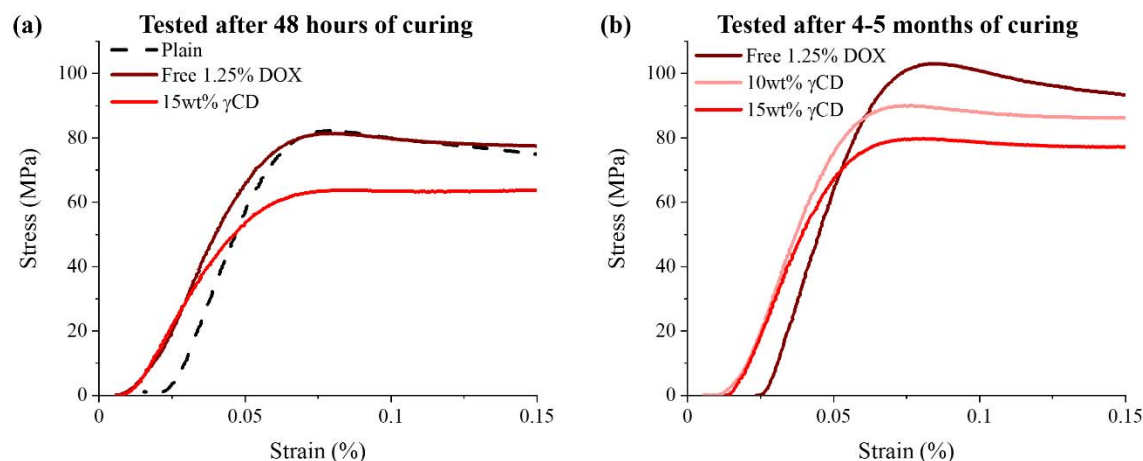 (a)
Tested after 48 hours of curing
Plain
Free 1.25% DOX
15wt% γCD
100
80
60
40
20
0
Stress (MPa)
0
0.05
0.1
0.15
Strain (%)
(b)
Tested after 4-5 months of curing
Free 1.25% DOX
10wt% γCD
15wt% γCD
100
80
60
40
20
0
Stress (MPa)
0
0.05
0.1
0.15
Strain (%)